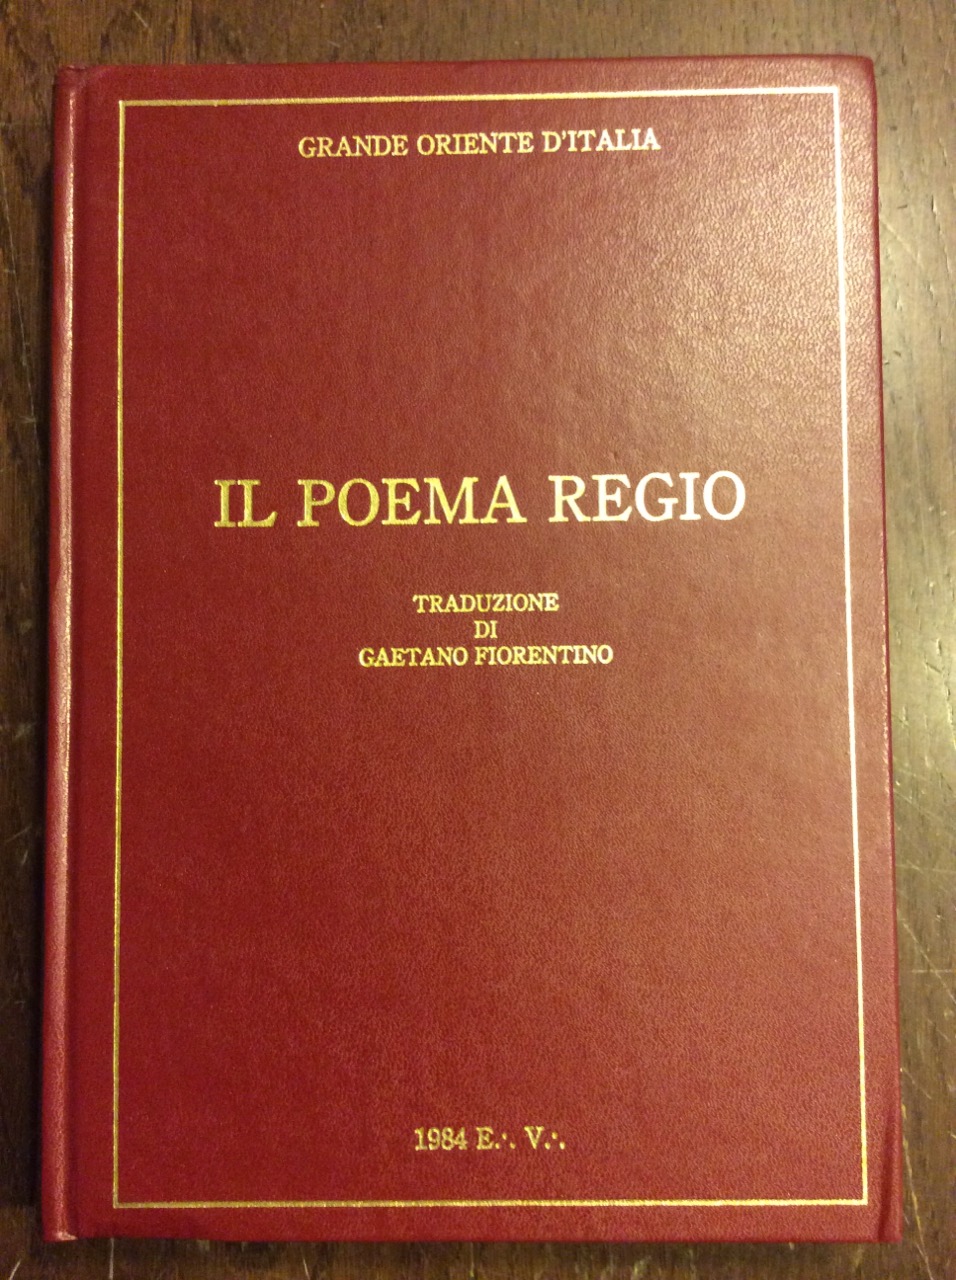 GRANDE ORIENTE D'ITALIA
IL POEMA REGIO
TRADUZIONE
DI
GAETANO FIORENTINO
1984 E∴ V∴